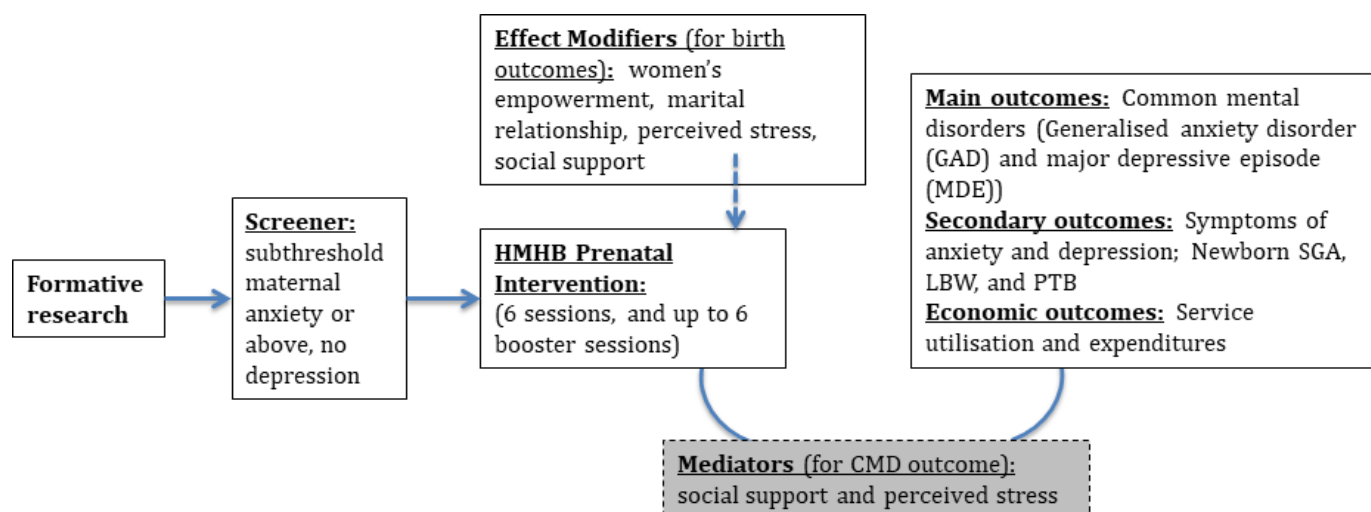 Effect Modifiers (for birth
outcomes): women's
empowerment, marital
relationship, perceived stress,
social support
Main outcomes: Common mental
disorders (Generalised anxiety disorder
(GAD) and major depressive episode
(MDE))
Secondary outcomes: Symptoms of
anxiety and depression; Newborn SGA,
LBW, and PTB
Economic outcomes: Service
utilisation and expenditures
Screener:
subthreshold
maternal
anxiety or
above, no
depression
HMHB Prenatal
Intervention:
(6 sessions, and up to 6
booster sessions)
Formative
research
Mediators (for CMD outcome):
social support and perceived stress